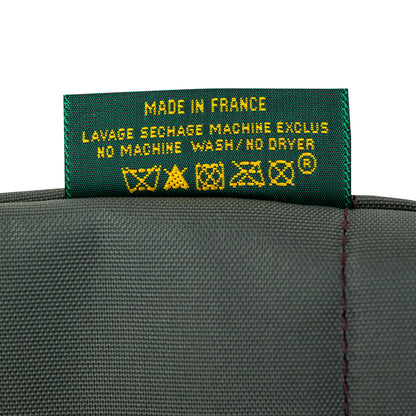 MADE IN FRANCE
LAVAGE SECHAGE MACHINE EXCLUS
NO MACHINE WASH/NO DRYER
®